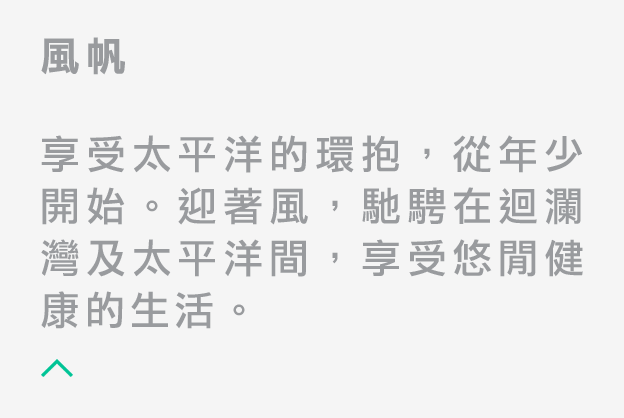 風帆
享受太平洋的環抱，從年少
開始。迎著風，馳騁在迴瀾
灣及太平洋間，享受悠閒健
康的生活。